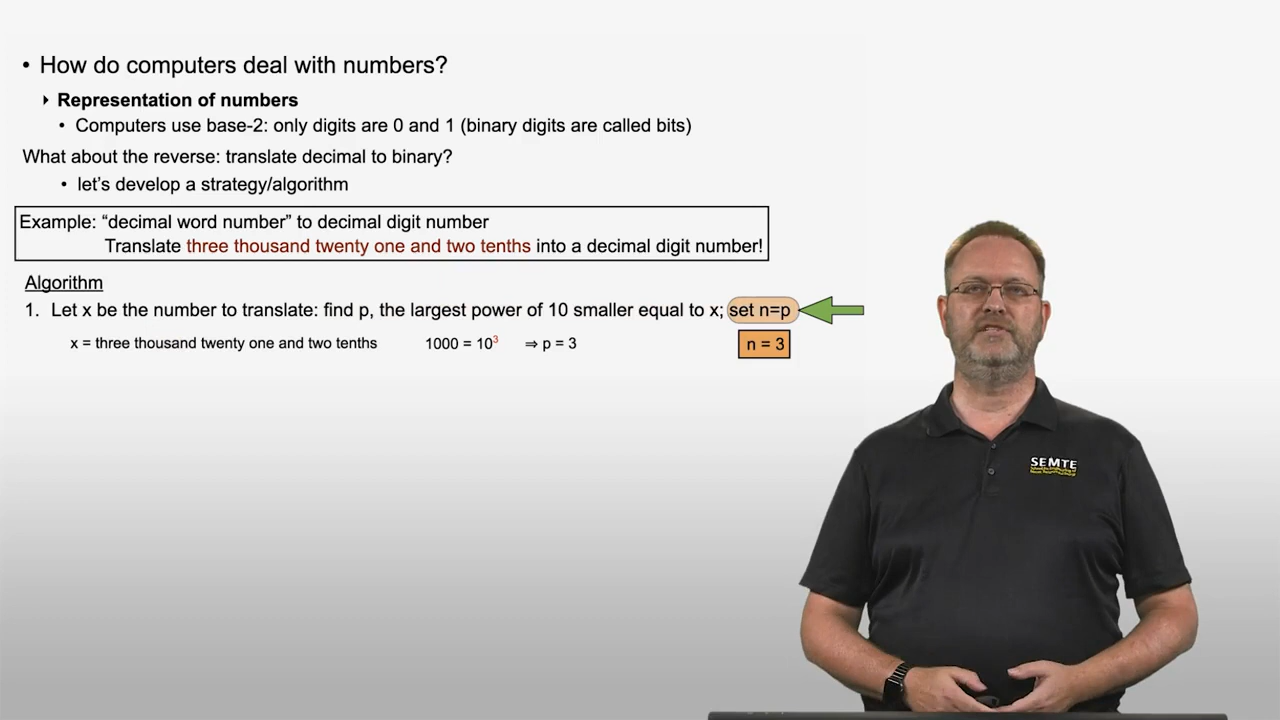 • How do computers deal with numbers?
Representation of numbers
• Computers use base-2: only digits are 0 and 1 (binary digits are called bits)
What about the reverse: translate decimal to binary?
• let's develop a strategy/algorithm
Example: “decimal word number” to decimal digit number
Translate three thousand twenty one and two tenths into a decimal digit number!
Algorithm
1. Let x be the number to translate: find p, the largest power of 10 smaller equal to x; set n=p
x = three thousand twenty one and two tenths 1000 = 10³ ⇒ p = 3 n = 3
SEMTE